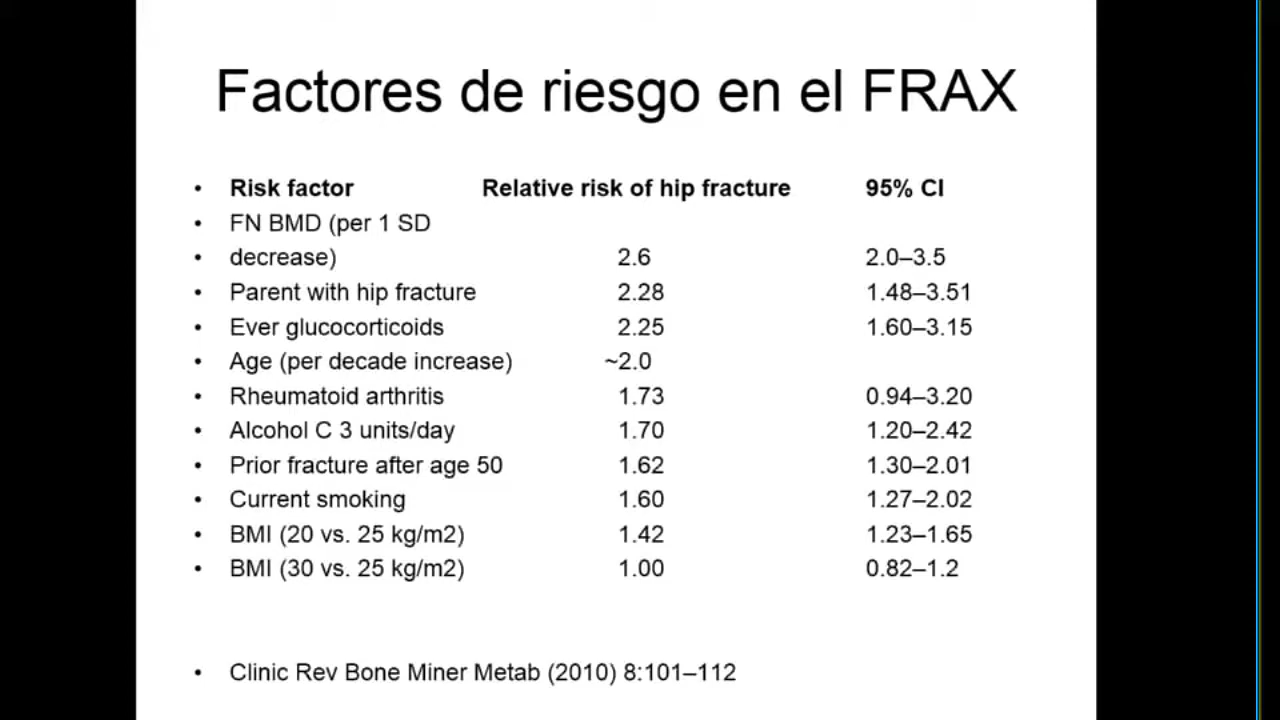 Factores de riesgo en el FRAX
• Risk factor Relative risk of hip fracture 95% CI
• FN BMD (per 1 SD
• decrease) 2.6 2.0–3.5
• Parent with hip fracture 2.28 1.48–3.51
• Ever glucocorticoids 2.25 1.60–3.15
• Age (per decade increase) ~2.0
• Rheumatoid arthritis 1.73 0.94–3.20
• Alcohol C 3 units/day 1.70 1.20–2.42
• Prior fracture after age 50 1.62 1.30–2.01
• Current smoking 1.60 1.27–2.02
• BMI (20 vs. 25 kg/m2) 1.42 1.23–1.65
• BMI (30 vs. 25 kg/m2) 1.00 0.82–1.2
• Clinic Rev Bone Miner Metab (2010) 8:101–112